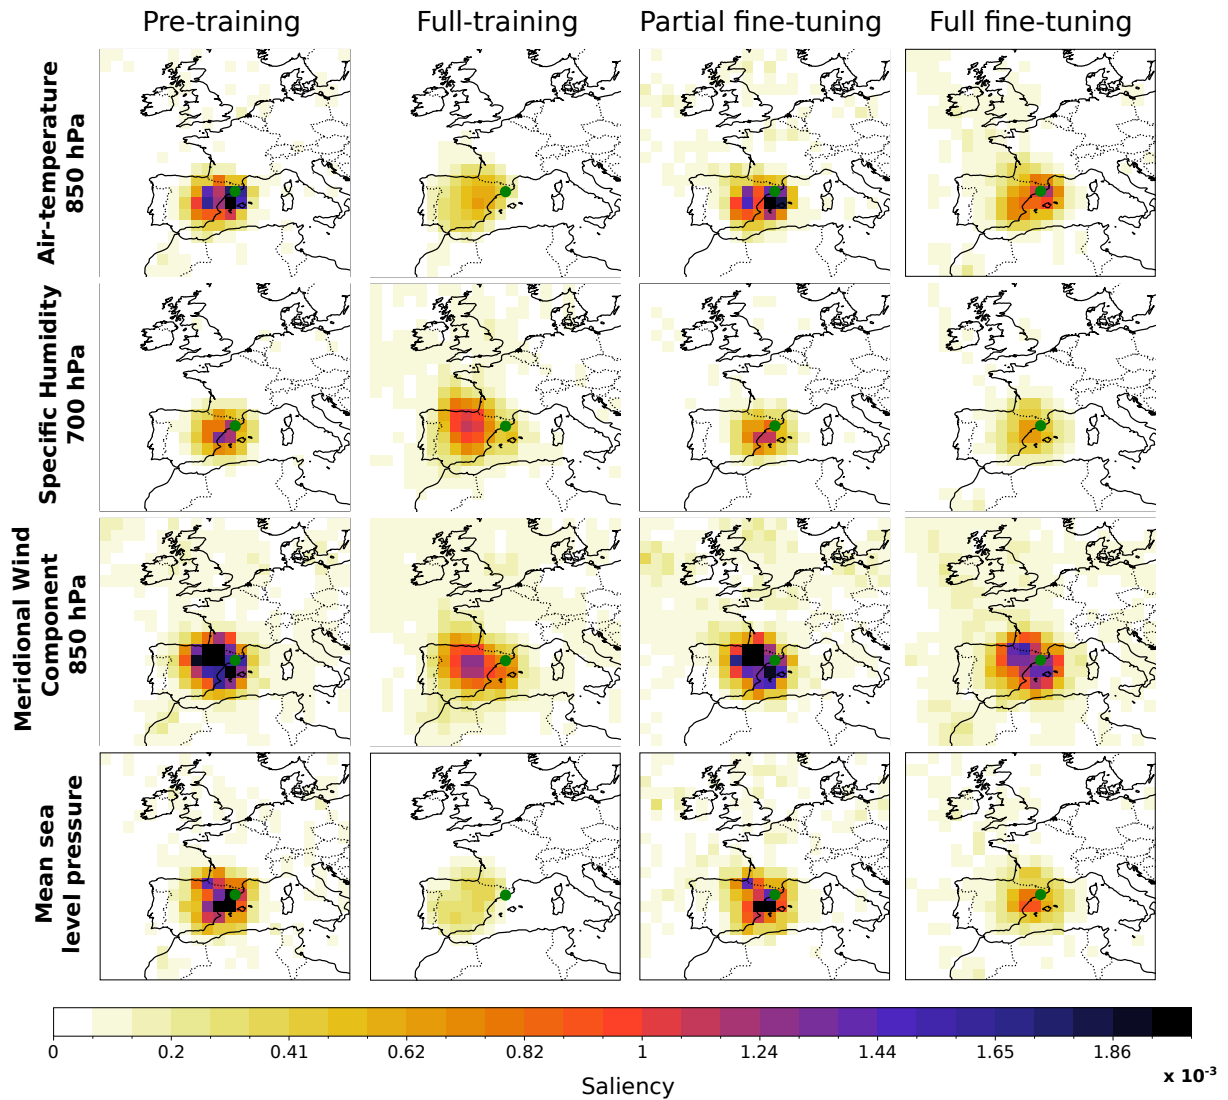 Pre-training Full-training Partial fine-tuning Full fine-tuning
Air-temperature
850 hPa
Specific Humidity
700 hPa
Meridional Wind
Component
850 hPa
Mean sea
level pressure
0 0.2 0.41 0.62 0.82 1 1.24 1.44 1.65 1.86
x 10-3
Saliency